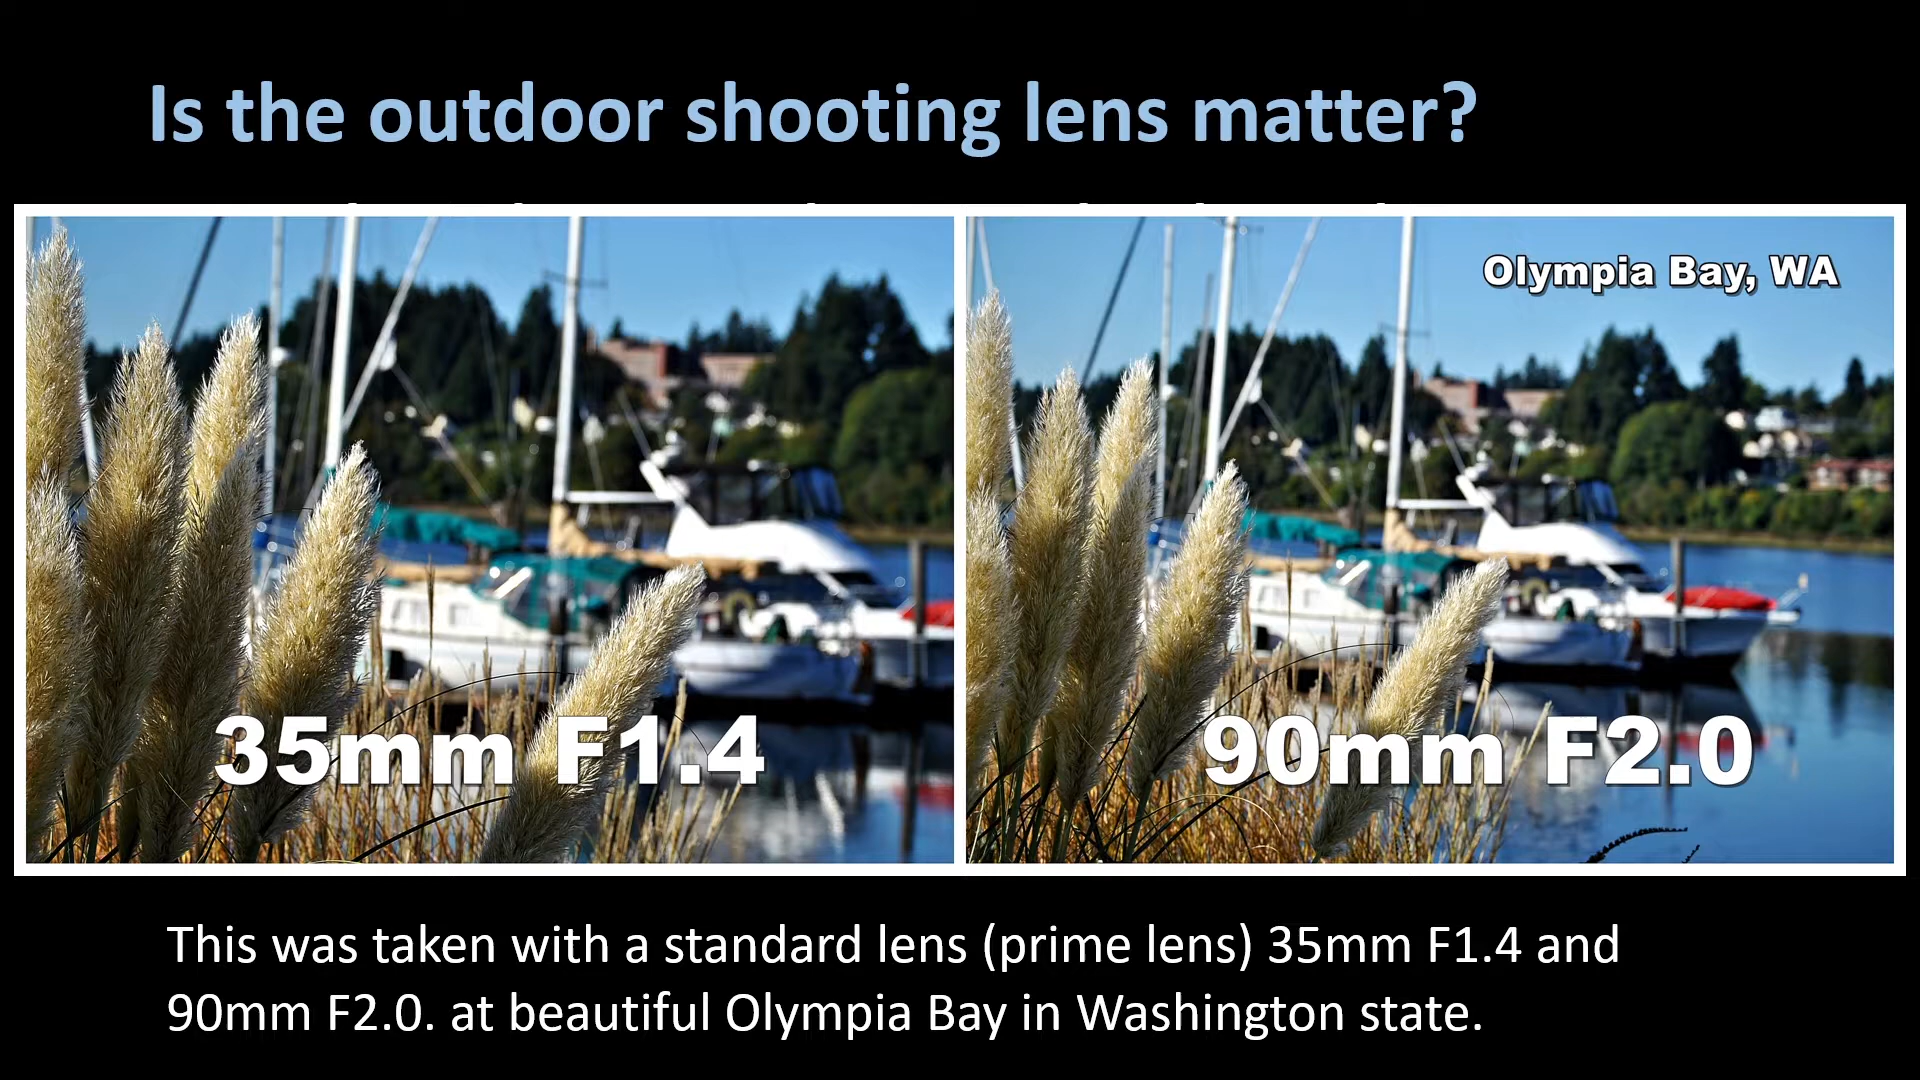 Is the outdoor shooting lens matter?
Olympia Bay, WA
35mm F1.4
90mm F2.0
This was taken with a standard lens (prime lens) 35mm F1.4 and
90mm F2.0. at beautiful Olympia Bay in Washington state.